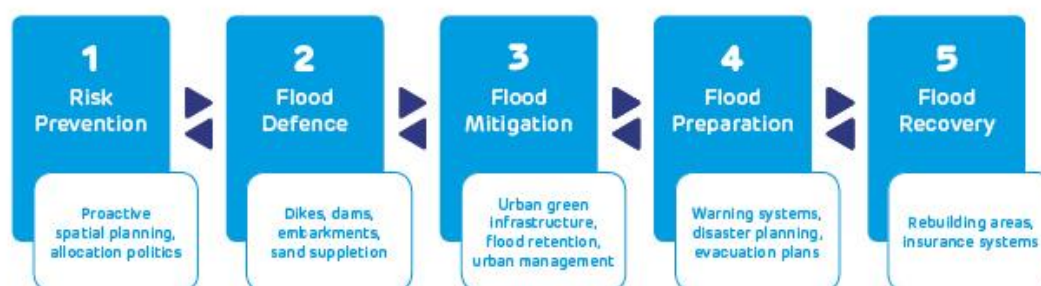 1
Risk
Prevention
Proactive
spatial planning,
allocation politics
2
Flood
Defence
Dikes, dams,
embarkments,
sand suppletion
3
Flood
Mitigation
Urban green
infrastructure,
flood retention,
urban management
4
Flood
Preparation
Warning systems,
disaster planning,
evacuation plans
5
Flood
Recovery
Rebuilding areas,
insurance systems